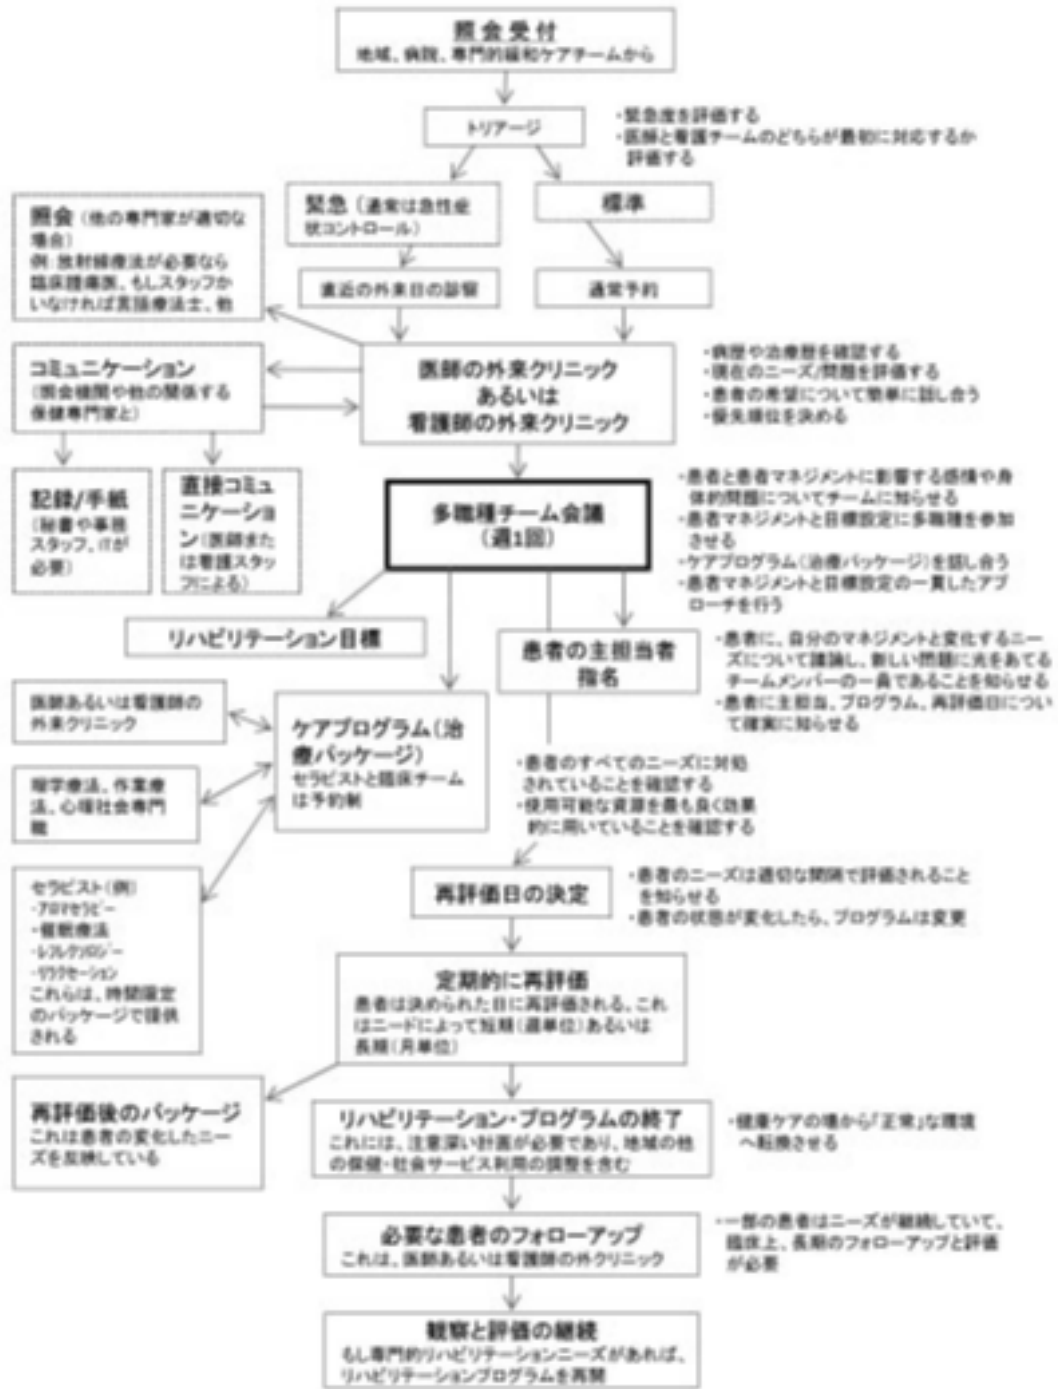 照会受付
地域、病院、専門的緩和ケアチームから
トリアージ
・緊急度を評価する
・医師と看護チームのどちらが最初に対応するか
評価する
緊急（通常は急性症
状コントロール）
標準
照会（他の専門家が適切な
場合）
例：放射線療法が必要なら
臨床腫瘍医、もしスタッフが
いなければ言語療法士、他
直近の外来日の診察
通常予約
コミュニケーション
（照会機関や他の関係する
保健専門家と）
医師の外来クリニック
あるいは
看護師の外来クリニック
・病歴や治療歴を確認する
・現在のニーズ/問題を評価する
・患者の希望について簡単に話し合う
・優先順位を決める
記録/手紙
（秘書や事務
スタッフ、ITが
必要）
直接コミュ
ニケーショ
ン（医師また
は看護スタッ
フによる）
多職種チーム会議
（週1回）
・患者と患者マネジメントに影響する感情や身
体的問題についてチームに知らせる
・患者マネジメントと目標設定に多職種を参加
させる
・ケアプログラム（治療パッケージ）を話し合う
・患者マネジメントと目標設定の一貫したアプ
ローチを行う
リハビリテーション目標
患者の主担当者
指名
・患者に、自分のマネジメントと変化するニー
ズについて議論し、新しい問題に光をあてる
チームメンバーの一員であることを知らせる
・患者に主担当、プログラム、再評価日につい
て確実に知らせる
医師あるいは看護師の
外来クリニック
ケアプログラム（治
療パッケージ）
セラピストと臨床チーム
は予約制
理学療法、作業療
法、心理社会専門
職
・患者のすべてのニーズに対処
されていることを確認する
・使用可能な資源を最も良く効果
的に用いていることを確認する
セラピスト（例）
・アロマセラピー
・催眠療法
・レフレクソロジー
・リラクセーション
これらは、時間限定
のパッケージで提供
される
再評価日の決定
・患者のニーズは適切な間隔で評価されること
を知らせる
・患者の状態が変化したら、プログラムは変更
定期的に再評価
患者は決められた日に再評価される、これ
はニードによって短期（週単位）あるいは
長期（月単位）
再評価後のパッケージ
これは患者の変化したニー
ズを反映している
リハビリテーション・プログラムの終了
これには、注意深い計画が必要であり、地域の他
の保健・社会サービス利用の調整を含む
・健康ケアの場から「正常」な環境
へ転換させる
必要な患者のフォローアップ
これは、医師あるいは看護師の外クリニック
・一部の患者はニーズが継続していて、
臨床上、長期のフォローアップと評価
が必要
観察と評価の継続
もし専門的リハビリテーションニーズがあれば、
リハビリテーションプログラムを再開